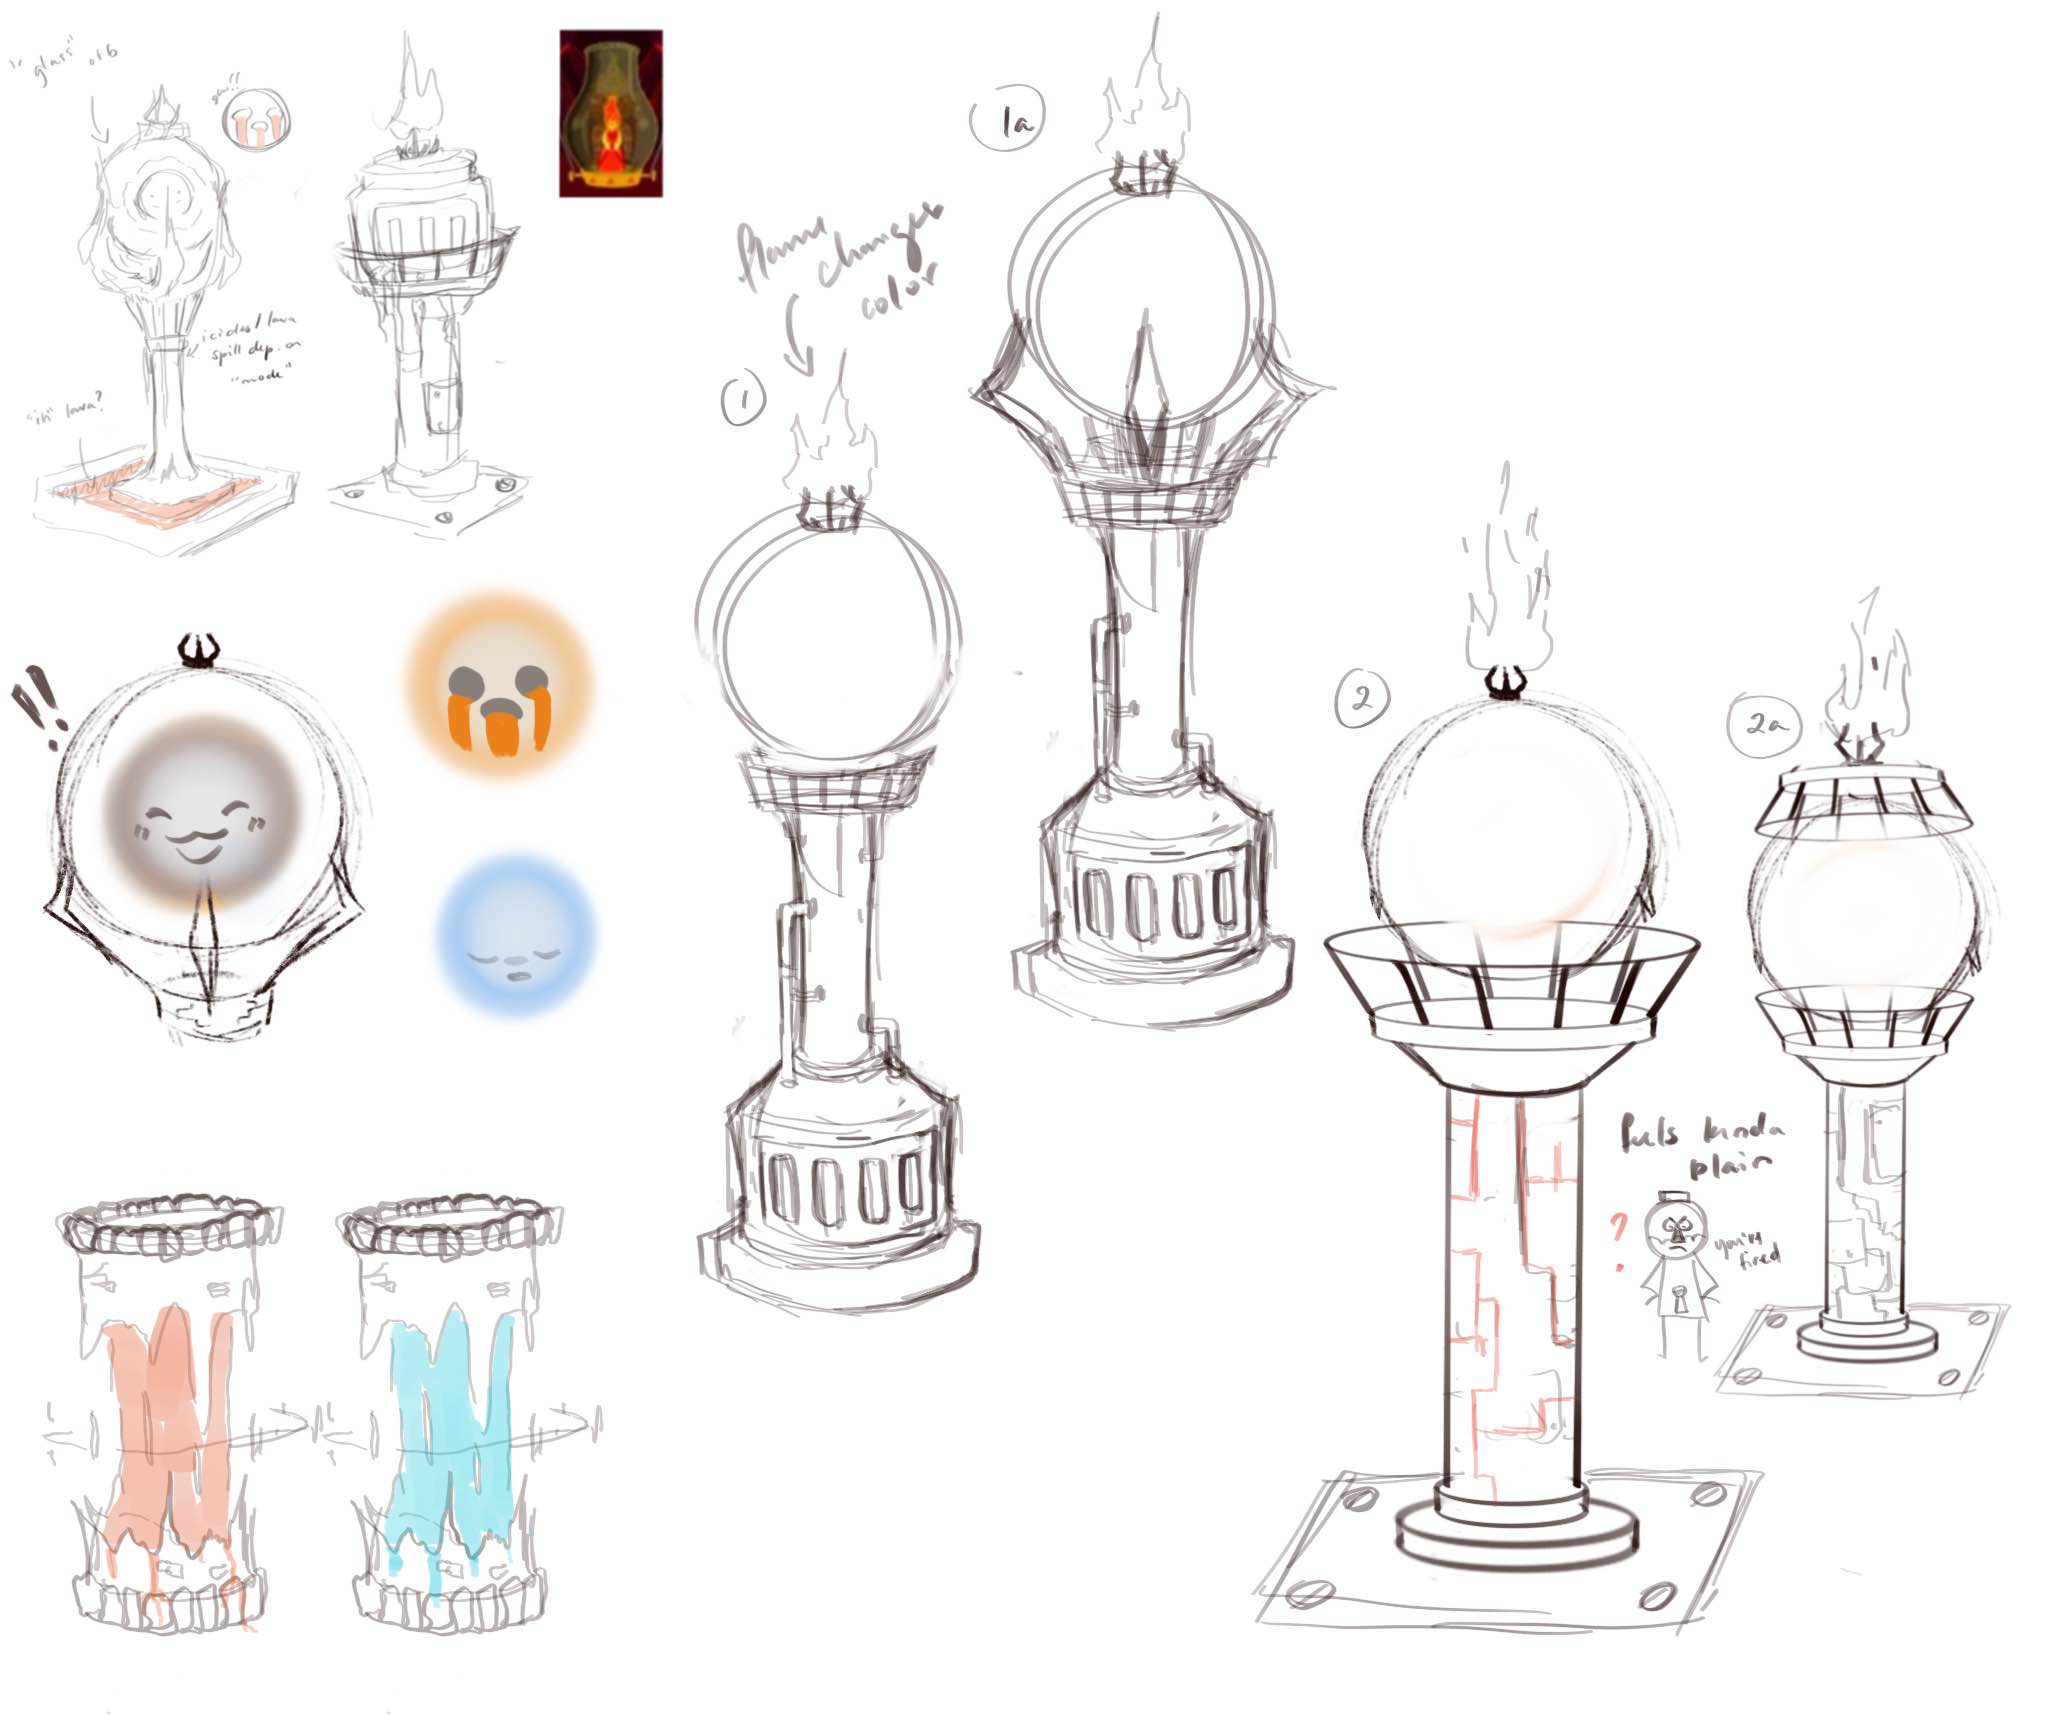 "glass" orb
icicles/lava
spill dep. on
"mode"
lava?
flame
changes
color
1
1a
2
2a
feels kinda
plain
?
you're
fired
!!